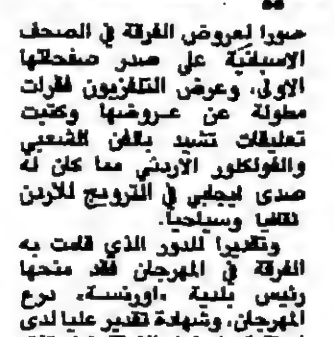 صورا لعروض الفرقة في الصحف
الاسبانية على صدر صفحاتها
الاولى، وعرض التلفزيون فقرات
مطولة عن عروضها وكتبت
تعليقات تشيد بالفن الشعبي
والفولكلور الاردني مما كان له
صدى ايجابي في الترويج للاردن
ثقافيا وسياحيا.
وتقديرا للدور الذي قامت به
الفرقة في المهرجان فقد منحها
رئيس بلدية «اورنسة» درع
المهرجان، وشهادة تقدير عليا لدى